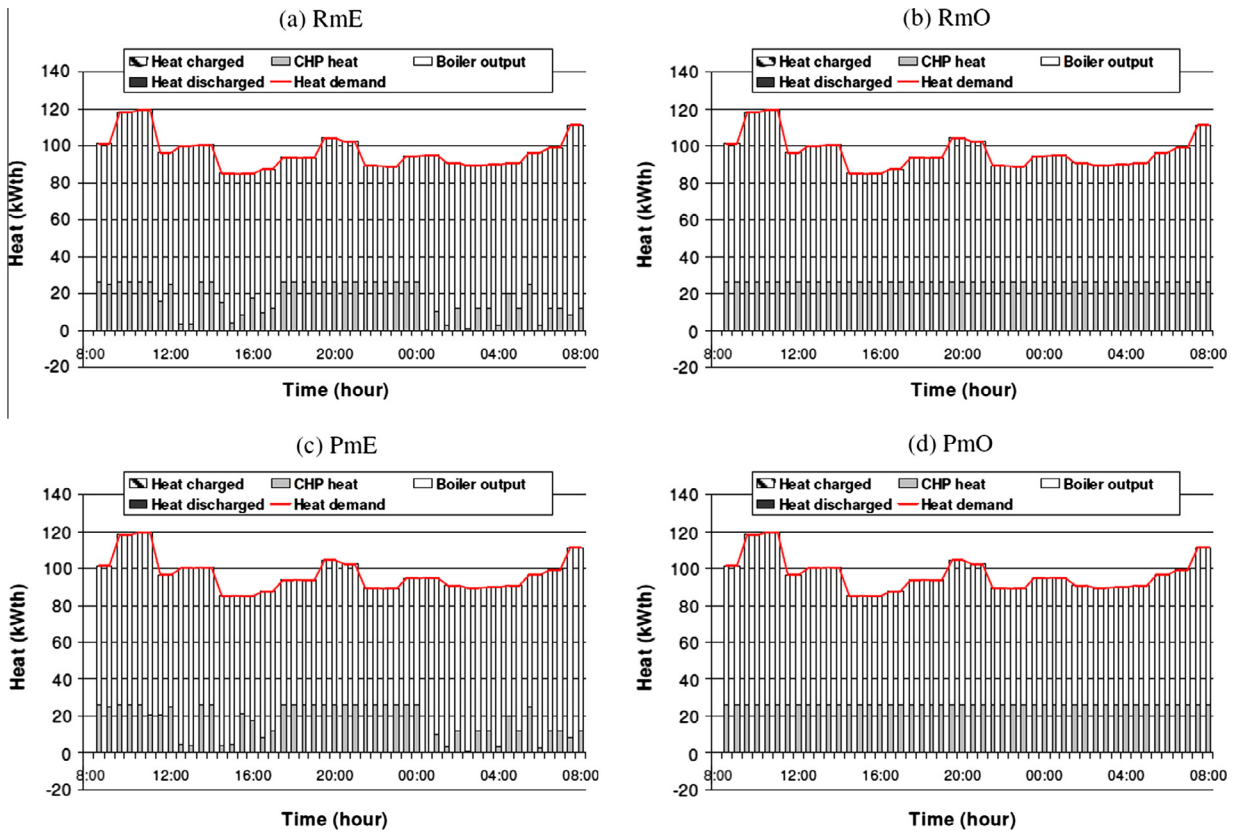 (a) RmE
Heat charged CHP heat Boiler output
Heat discharged Heat demand
140
120
100
80
60
40
20
0
-20
Heat (kWth)
8:00 12:00 16:00 20:00 00:00 04:00 08:00
Time (hour)
(b) RmO
Heat charged CHP heat Boiler output
Heat discharged Heat demand
140
120
100
80
60
40
20
0
-20
Heat (kWth)
8:00 12:00 16:00 20:00 00:00 04:00 08:00
Time (hour)
(c) PmE
Heat charged CHP heat Boiler output
Heat discharged Heat demand
140
120
100
80
60
40
20
0
-20
Heat (kWth)
8:00 12:00 16:00 20:00 00:00 04:00 08:00
Time (hour)
(d) PmO
Heat charged CHP heat Boiler output
Heat discharged Heat demand
140
120
100
80
60
40
20
0
-20
Heat (kWth)
8:00 12:00 16:00 20:00 00:00 04:00 08:00
Time (hour)